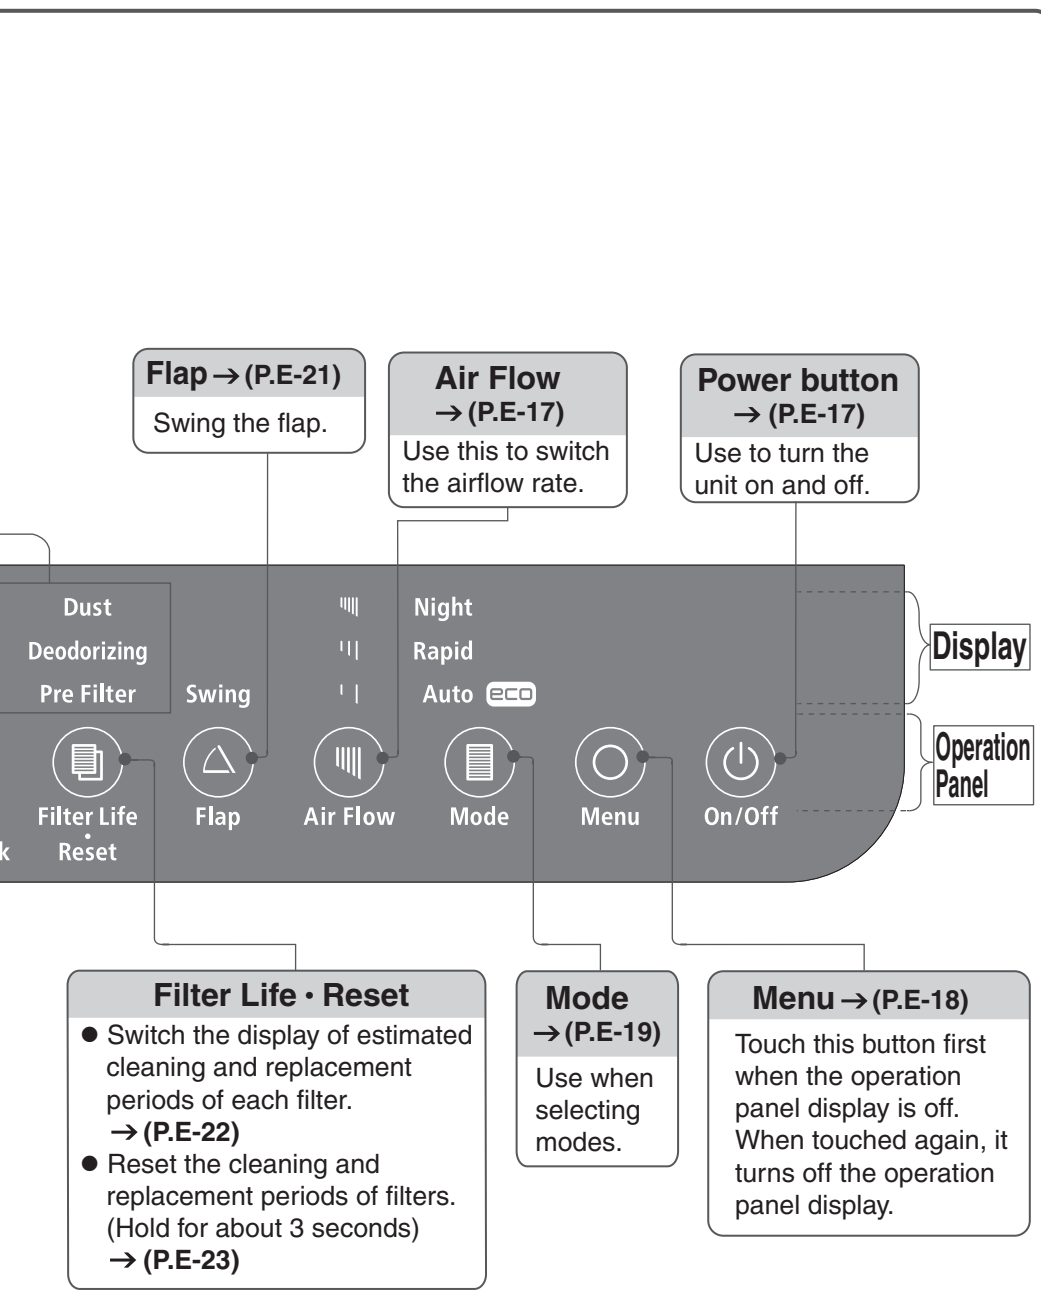 Flap → (P.E-21)
Swing the flap.
Air Flow
→ (P.E-17)
Use this to switch
the airflow rate.
Power button
→ (P.E-17)
Use to turn the
unit on and off.
Dust
Deodorizing
Pre Filter
Swing
Night
Rapid
Auto eco
Display
Operation
Panel
Filter Life
・
Reset
k
Flap
Air Flow
Mode
Menu
On/Off
Filter Life・Reset
● Switch the display of estimated
cleaning and replacement
periods of each filter.
→ (P.E-22)
● Reset the cleaning and
replacement periods of filters.
(Hold for about 3 seconds)
→ (P.E-23)
Mode
→ (P.E-19)
Use when
selecting
modes.
Menu → (P.E-18)
Touch this button first
when the operation
panel display is off.
When touched again, it
turns off the operation
panel display.